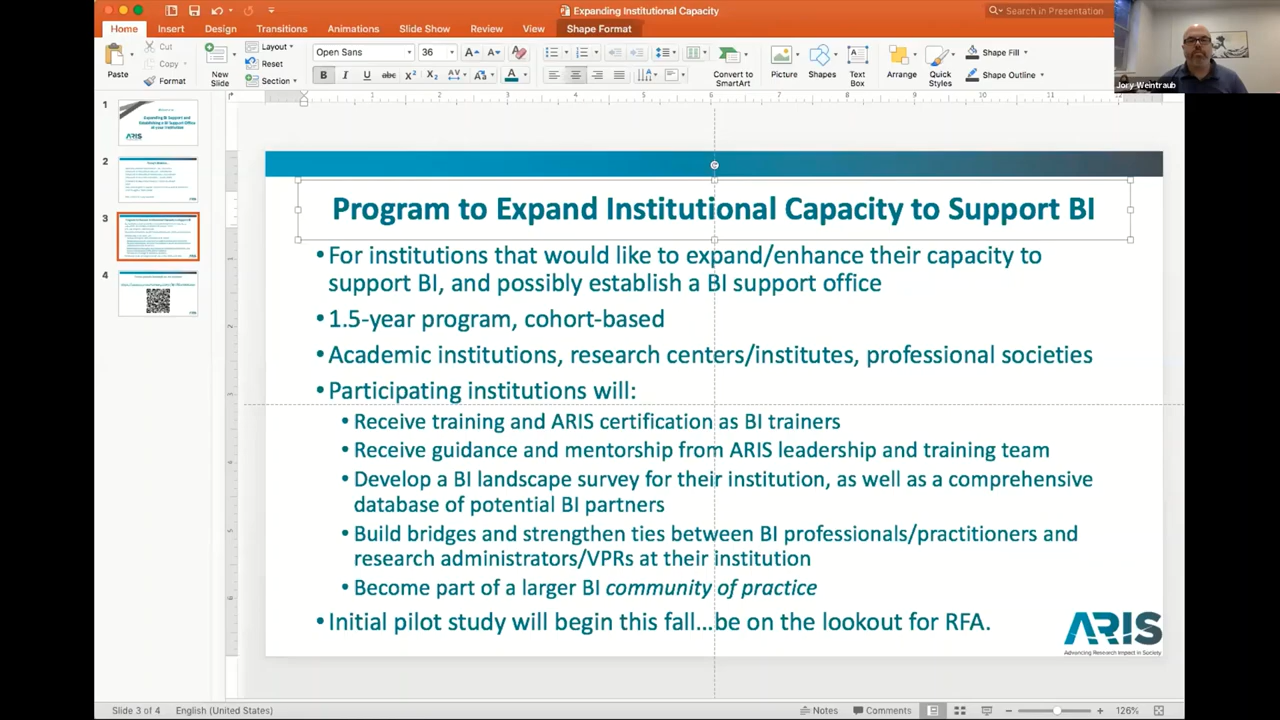 Expanding Institutional Capacity
Search in Presentation
Home Insert Design Transitions Animations Slide Show Review View Shape Format
Paste
Cut
Copy
Format
New Slide
Layout
Reset
Section
Open Sans 36
Convert to SmartArt
Picture
Shapes
Text Box
Arrange
Quick Styles
Shape Fill
Shape Outline
Jory Weintraub
Program to Expand Institutional Capacity to Support BI
•For institutions that would like to expand/enhance their capacity to
support BI, and possibly establish a BI support office
•1.5-year program, cohort-based
•Academic institutions, research centers/institutes, professional societies
•Participating institutions will:
•Receive training and ARIS certification as BI trainers
•Receive guidance and mentorship from ARIS leadership and training team
•Develop a BI landscape survey for their institution, as well as a comprehensive
database of potential BI partners
•Build bridges and strengthen ties between BI professionals/practitioners and
research administrators/VPRs at their institution
•Become part of a larger BI community of practice
•Initial pilot study will begin this fall...be on the lookout for RFA.
ARIS
Advancing Research Impact in Society
Slide 3 of 4 English (United States) Notes Comments 126%